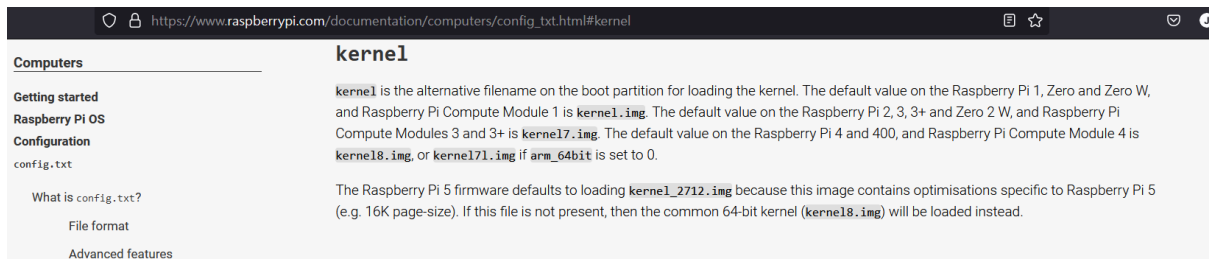 https://www.raspberrypi.com/documentation/computers/config_txt.html#kernel
Computers
Getting started
Raspberry Pi OS
Configuration
config.txt
What is config.txt?
File format
Advanced features
kernel
kernel is the alternative filename on the boot partition for loading the kernel. The default value on the Raspberry Pi 1, Zero and Zero W,
and Raspberry Pi Compute Module 1 is kernel.img. The default value on the Raspberry Pi 2, 3, 3+ and Zero 2 W, and Raspberry Pi
Compute Modules 3 and 3+ is kernel7.img. The default value on the Raspberry Pi 4 and 400, and Raspberry Pi Compute Module 4 is
kernel8.img, or kernel7l.img if arm_64bit is set to 0.
The Raspberry Pi 5 firmware defaults to loading kernel_2712.img because this image contains optimisations specific to Raspberry Pi 5
(e.g. 16K page-size). If this file is not present, then the common 64-bit kernel (kernel8.img) will be loaded instead.